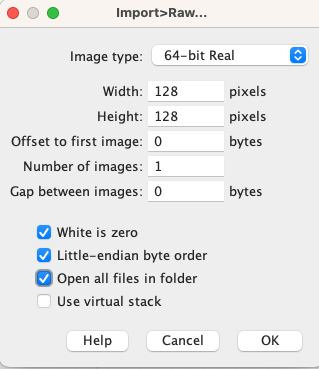 Import>Raw...
Image type: 64-bit Real
Width: 128 pixels
Height: 128 pixels
Offset to first image: 0 bytes
Number of images: 1
Gap between images: 0 bytes
White is zero
Little-endian byte order
Open all files in folder
Use virtual stack
Help Cancel OK